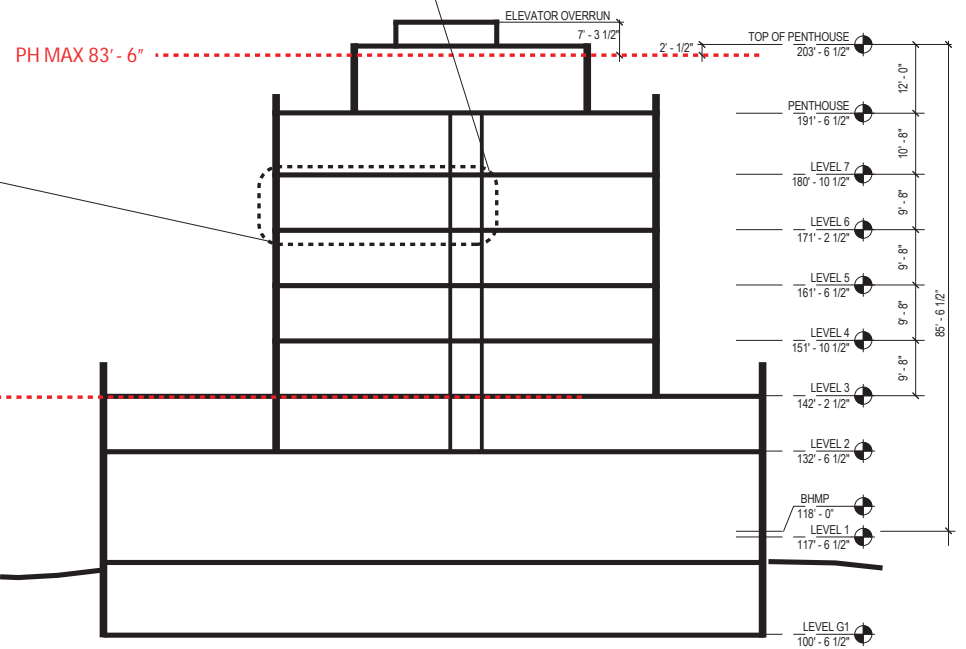 ELEVATOR OVERRUN
7' - 3 1/2"
PH MAX 83' - 6"
2' - 1/2"
TOP OF PENTHOUSE
203' - 6 1/2"
12' - 0"
PENTHOUSE
191' - 6 1/2"
10' - 8"
LEVEL 7
180' - 10 1/2"
9' - 8"
LEVEL 6
171' - 2 1/2"
9' - 8"
LEVEL 5
161' - 6 1/2"
9' - 8"
85' - 6 1/2"
LEVEL 4
151' - 10 1/2"
9' - 8"
LEVEL 3
142' - 2 1/2"
LEVEL 2
132' - 6 1/2"
BHMP
118' - 0"
LEVEL 1
117' - 6 1/2"
LEVEL G1
100' - 6 1/2"